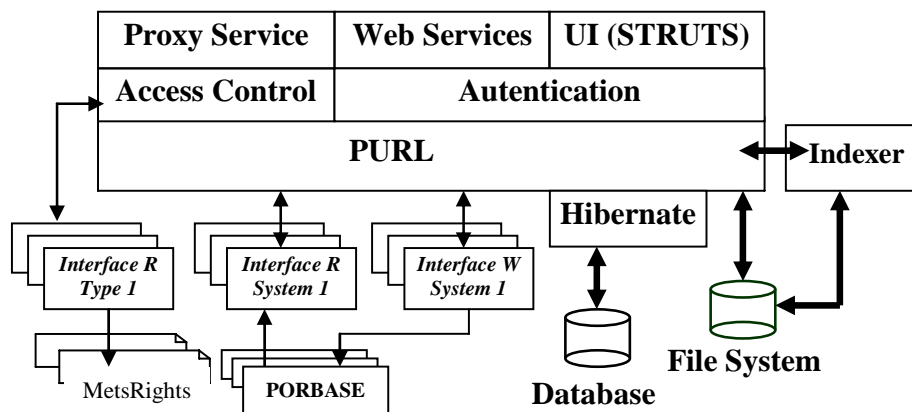 Proxy Service
Web Services
UI (STRUTS)
Access Control
Autentication
PURL
Indexer
Hibernate
Interface R
Type 1
Interface R
System 1
Interface W
System 1
MetsRights
PORBASE
Database
File System